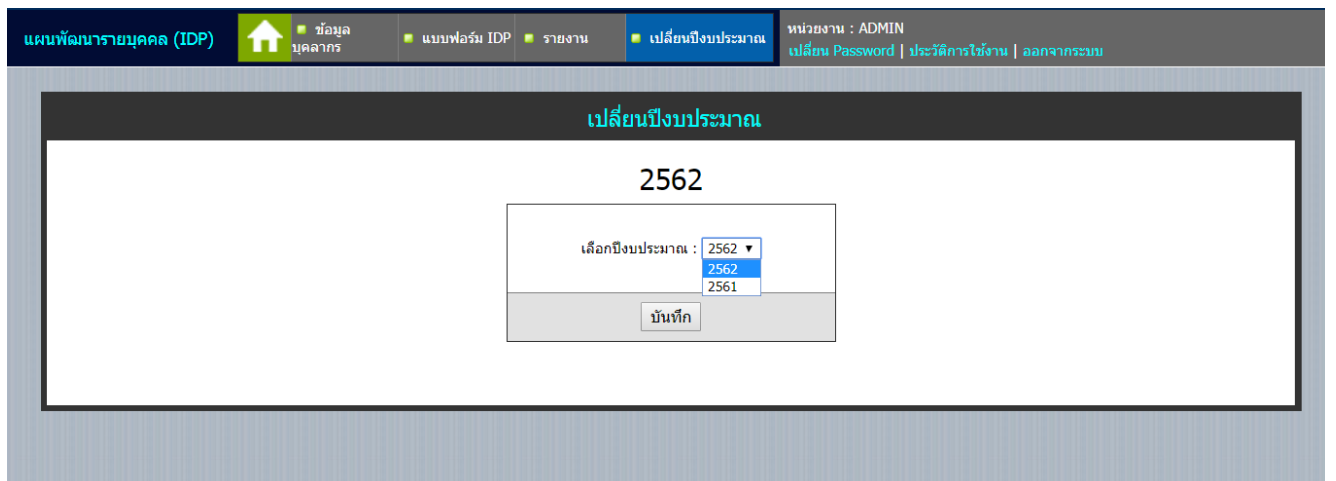 แผนพัฒนารายบุคคล (IDP)
ข้อมูล
บุคลากร
แบบฟอร์ม IDP
รายงาน
เปลี่ยนปีงบประมาณ
หน่วยงาน : ADMIN
เปลี่ยน Password | ประวัติการใช้งาน | ออกจากระบบ
เปลี่ยนปีงบประมาณ
2562
เลือกปีงบประมาณ : 2562
2562
2561
บันทึก